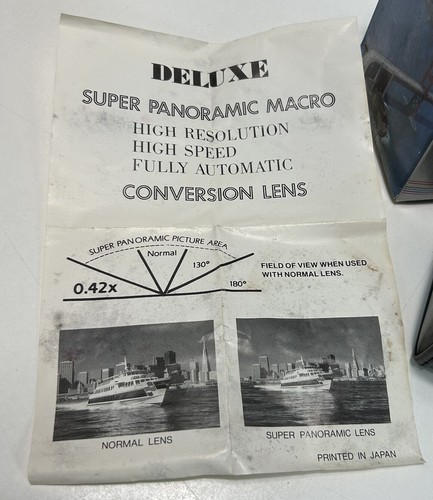 DELUXE
SUPER PANORAMIC MACRO
HIGH RESOLUTION
HIGH SPEED
FULLY AUTOMATIC
CONVERSION LENS
SUPER PANORAMIC PICTURE AREA
Normal
130°
180°
0.42x
FIELD OF VIEW WHEN USED
WITH NORMAL LENS.
NORMAL LENS
SUPER PANORAMIC LENS
PRINTED IN JAPAN